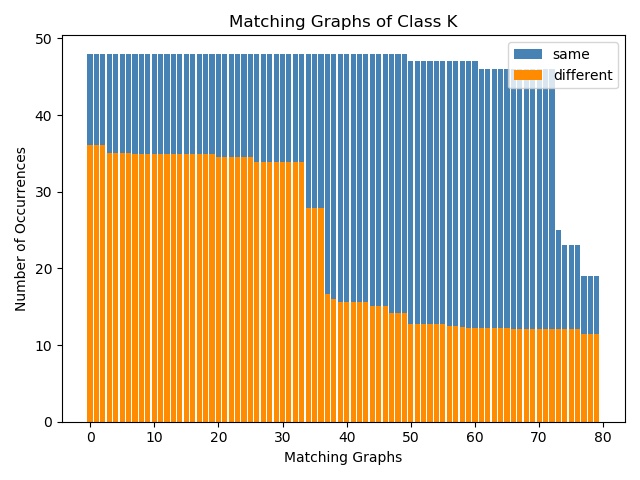 Matching Graphs of Class K
same
different
Number of Occurrences
50
40
30
20
10
0
0 10 20 30 40 50 60 70 80
Matching Graphs